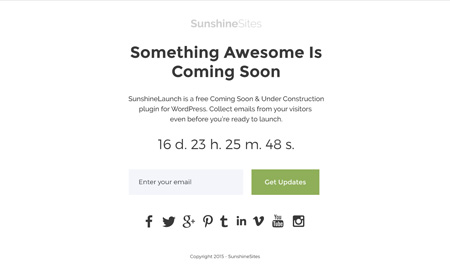 SunshineSites
Something Awesome Is
Coming Soon
SunshineLaunch is a free Coming Soon & Under Construction
plugin for WordPress. Collect emails from your visitors
even before you're ready to launch.
16 d. 23 h. 25 m. 48 s.
Enter your email
Get Updates
You
Tube
Copyright 2015 - SunshineSites